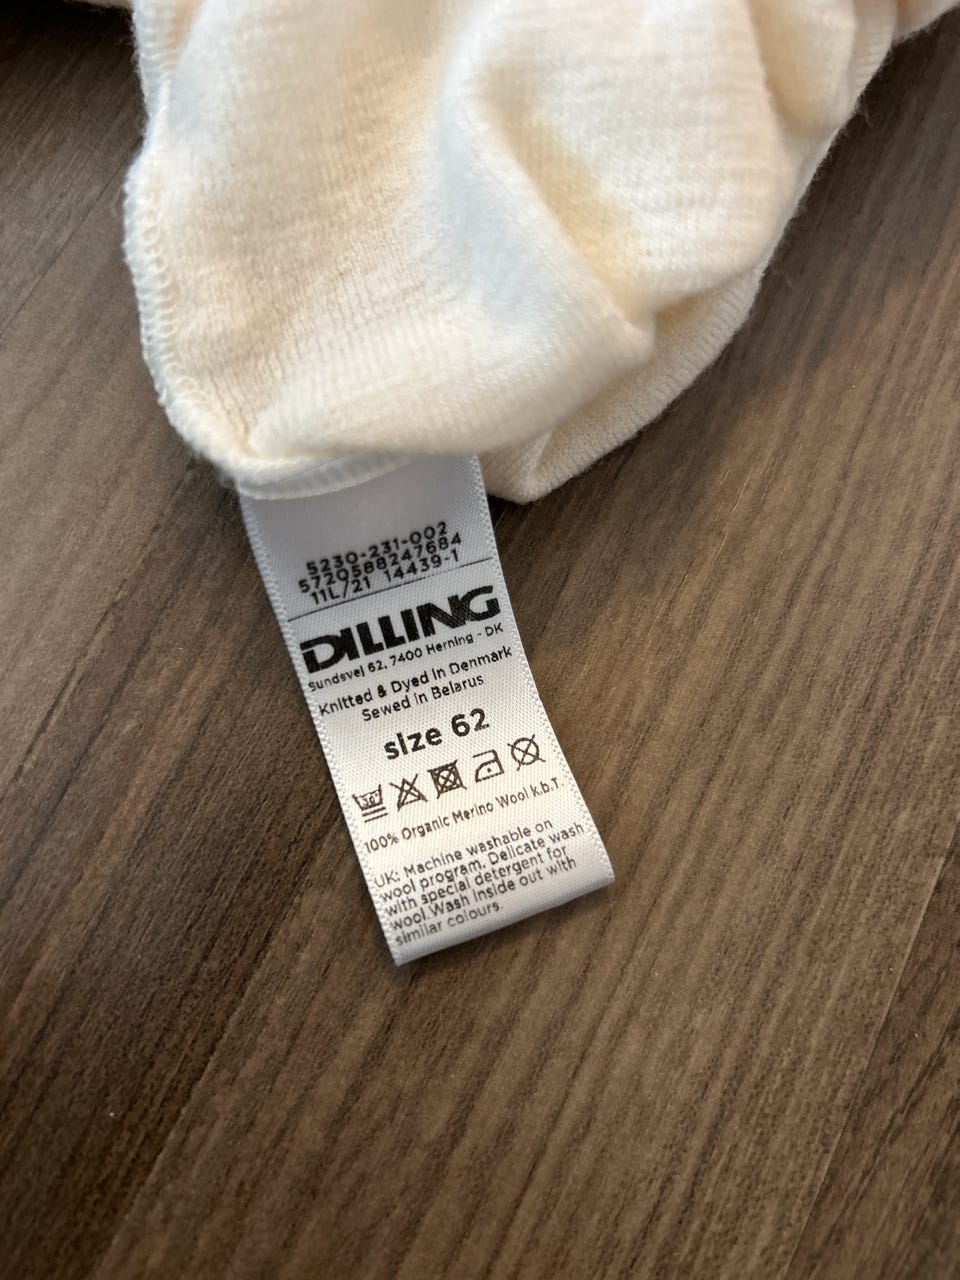 5230-231-002
5720588247684
11L/21 14439-1
DILLING
Sundsvej 62, 7400 Herning - DK
Knitted & Dyed in Denmark
Sewed in Belarus
size 62
30°
100% Organic Merino Wool k.b.T.
UK: Machine washable on
wool program. Delicate wash
with special detergent for
wool. Wash inside out with
similar colours.